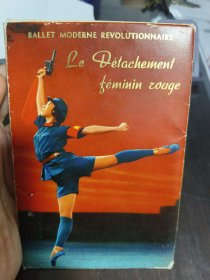 BALLET MODERNE REVOLUTIONNAIRE
Le Détachement
féminin rouge